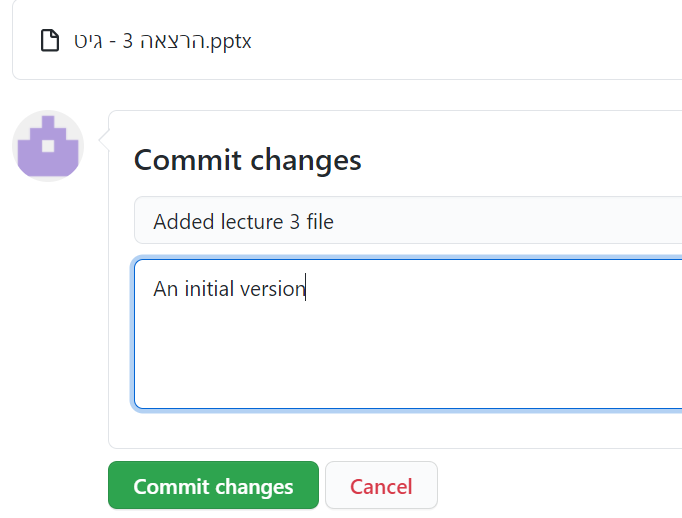 הרצאה 3 - גיט.pptx
Commit changes
Added lecture 3 file
An initial version
Commit changes
Cancel